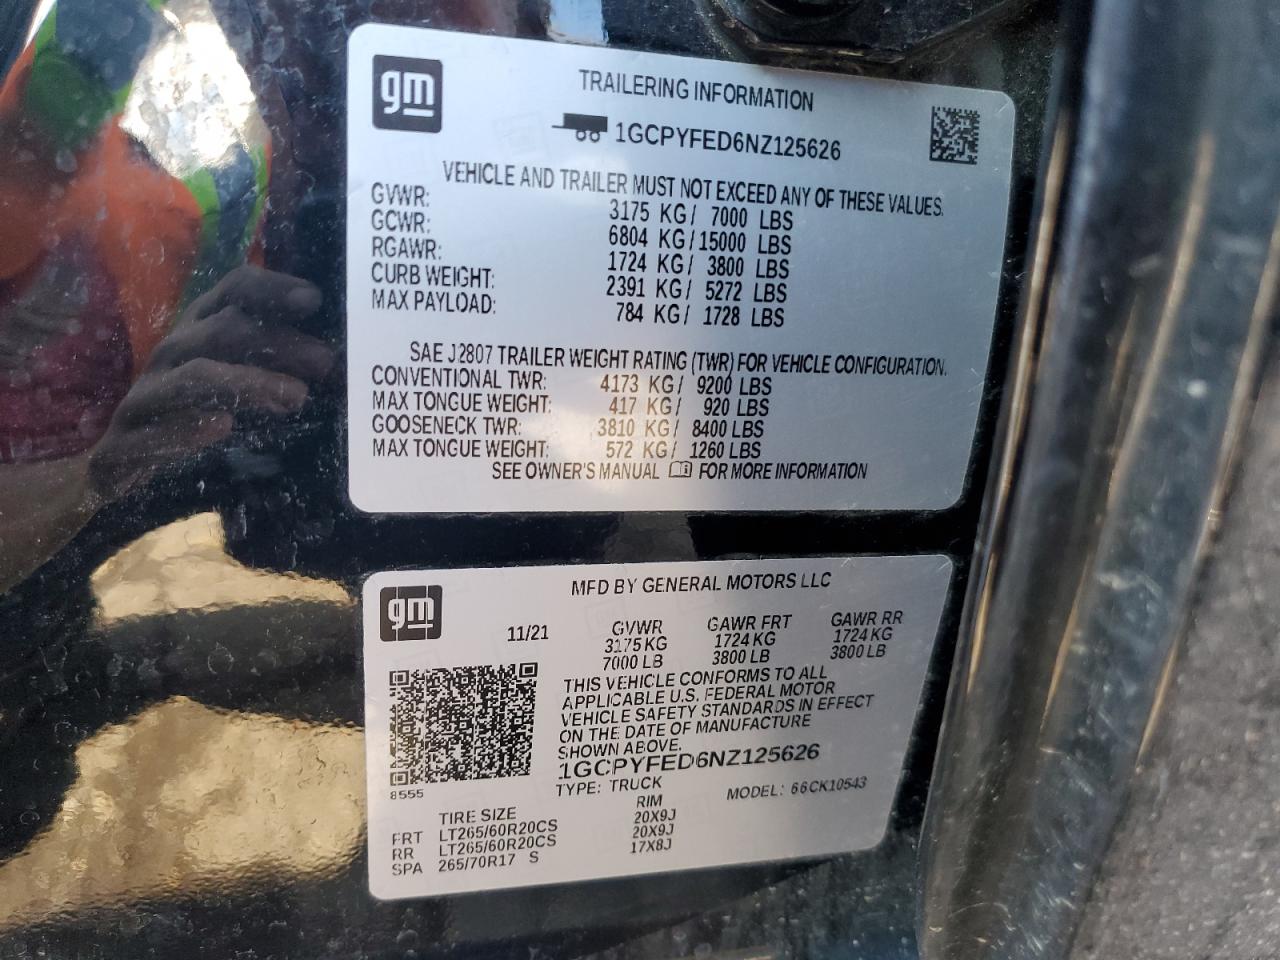 gm
TRAILERING INFORMATION
1GCPYFED6NZ125626
VEHICLE AND TRAILER MUST NOT EXCEED ANY OF THESE VALUES.
GVWR: 3175 KG/ 7000 LBS
GCWR: 6804 KG/15000 LBS
RGAWR: 1724 KG/ 3800 LBS
CURB WEIGHT: 2391 KG/ 5272 LBS
MAX PAYLOAD: 784 KG/ 1728 LBS
SAE J2807 TRAILER WEIGHT RATING (TWR) FOR VEHICLE CONFIGURATION.
CONVENTIONAL TWR: 4173 KG/ 9200 LBS
MAX TONGUE WEIGHT: 417 KG/ 920 LBS
GOOSENECK TWR: 3810 KG/ 8400 LBS
MAX TONGUE WEIGHT: 572 KG/ 1260 LBS
SEE OWNER'S MANUAL FOR MORE INFORMATION
gm
MFD BY GENERAL MOTORS LLC
11/21 GVWR GAWR FRT GAWR RR
3175 KG 1724 KG 1724 KG
7000 LB 3800 LB 3800 LB
THIS VEHICLE CONFORMS TO ALL
APPLICABLE U.S. FEDERAL MOTOR
VEHICLE SAFETY STANDARDS IN EFFECT
ON THE DATE OF MANUFACTURE
SHOWN ABOVE.
1GCPYFED6NZ125626
8555
TYPE: TRUCK MODEL: 66CK10543
TIRE SIZE RIM
FRT LT265/60R20CS 20X9J
RR LT265/60R20CS 20X9J
SPA 265/70R17 S 17X8J